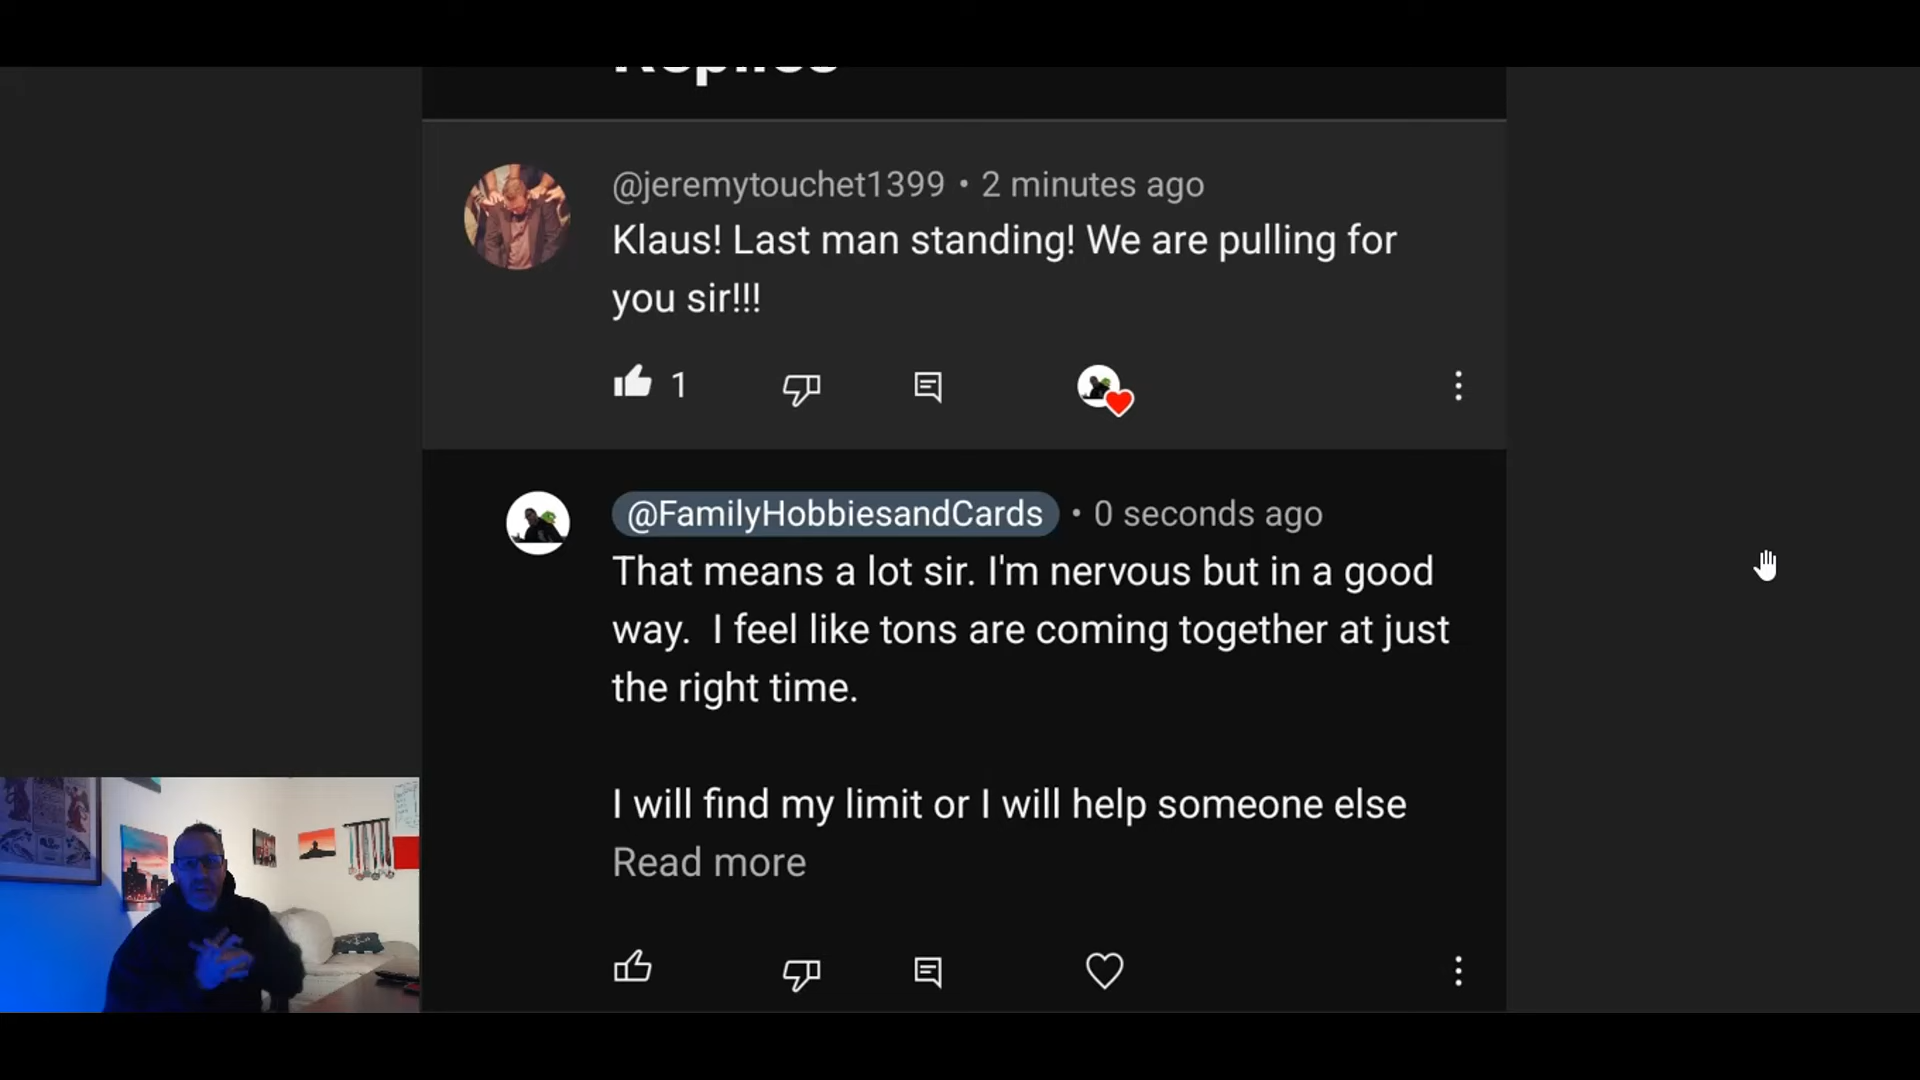 Replies
@jeremytouchet1399 • 2 minutes ago
Klaus! Last man standing! We are pulling for
you sir!!!
1
@FamilyHobbiesandCards • 0 seconds ago
That means a lot sir. I'm nervous but in a good
way.  I feel like tons are coming together at just
the right time.
I will find my limit or I will help someone else
Read more